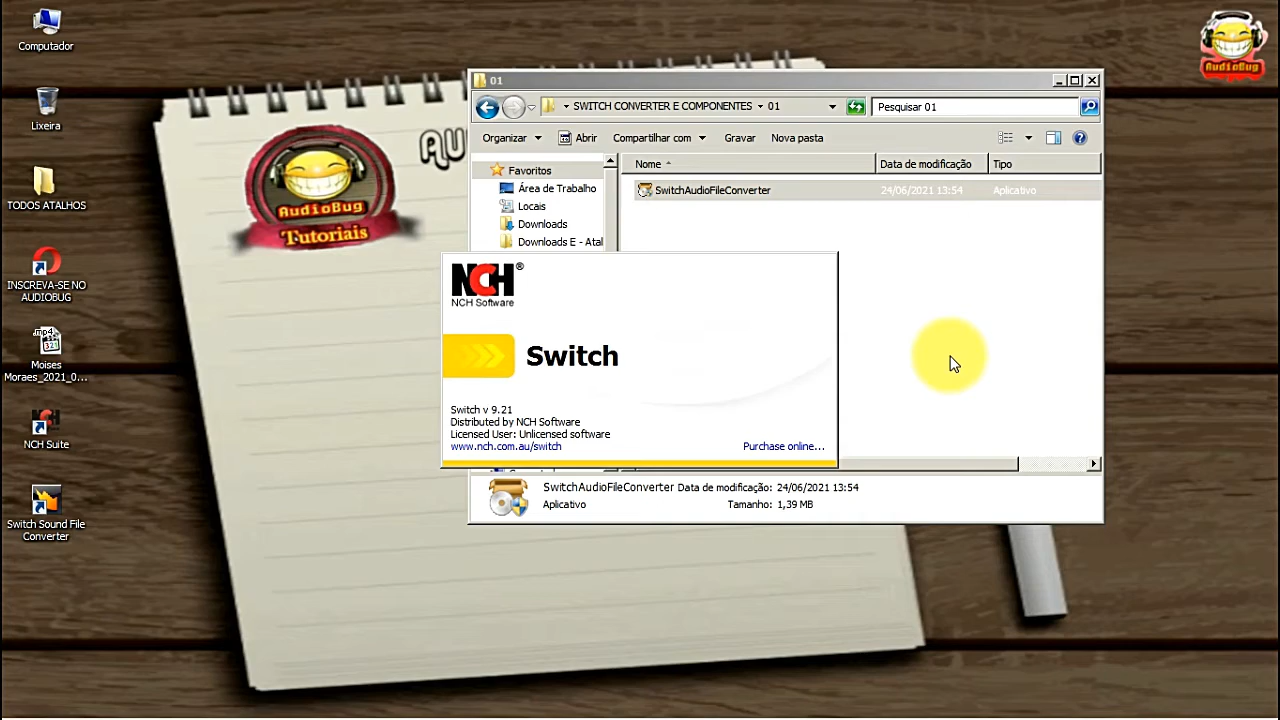 Computador
Lixeira
TODOS ATALHOS
INSCREVA-SE NO
AUDIOBUG
.mp4
321
Moises
Moraes_2021_0...
NCH Suite
Switch Sound File
Converter
AudioBug
Tutoriais
AU
AudioBug
01
SWITCH CONVERTER E COMPONENTES 01
Pesquisar 01
Organizar Abrir Compartilhar com Gravar Nova pasta
Favoritos
Área de Trabalho
Locais
Downloads
Downloads E - Atal
Nome Data de modificação Tipo
SwitchAudioFileConverter 24/06/2021 13:54 Aplicativo
NCH®
NCH Software
Switch
Switch v 9.21
Distributed by NCH Software
Licensed User: Unlicensed software
www.nch.com.au/switch Purchase online...
SwitchAudioFileConverter Data de modificação: 24/06/2021 13:54
Aplicativo Tamanho: 1,39 MB